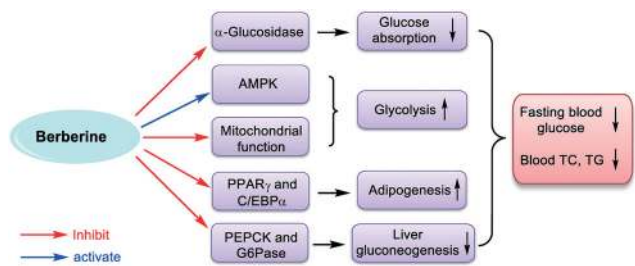 α-Glucosidase
Glucose
absorption
AMPK
Glycolysis
Berberine
Mitochondrial
function
Fasting blood
glucose
Blood TC, TG
PPARγ and
C/EBPα
Adipogenesis
PEPCK and
G6Pase
Liver
gluconeogenesis
Inhibit
activate